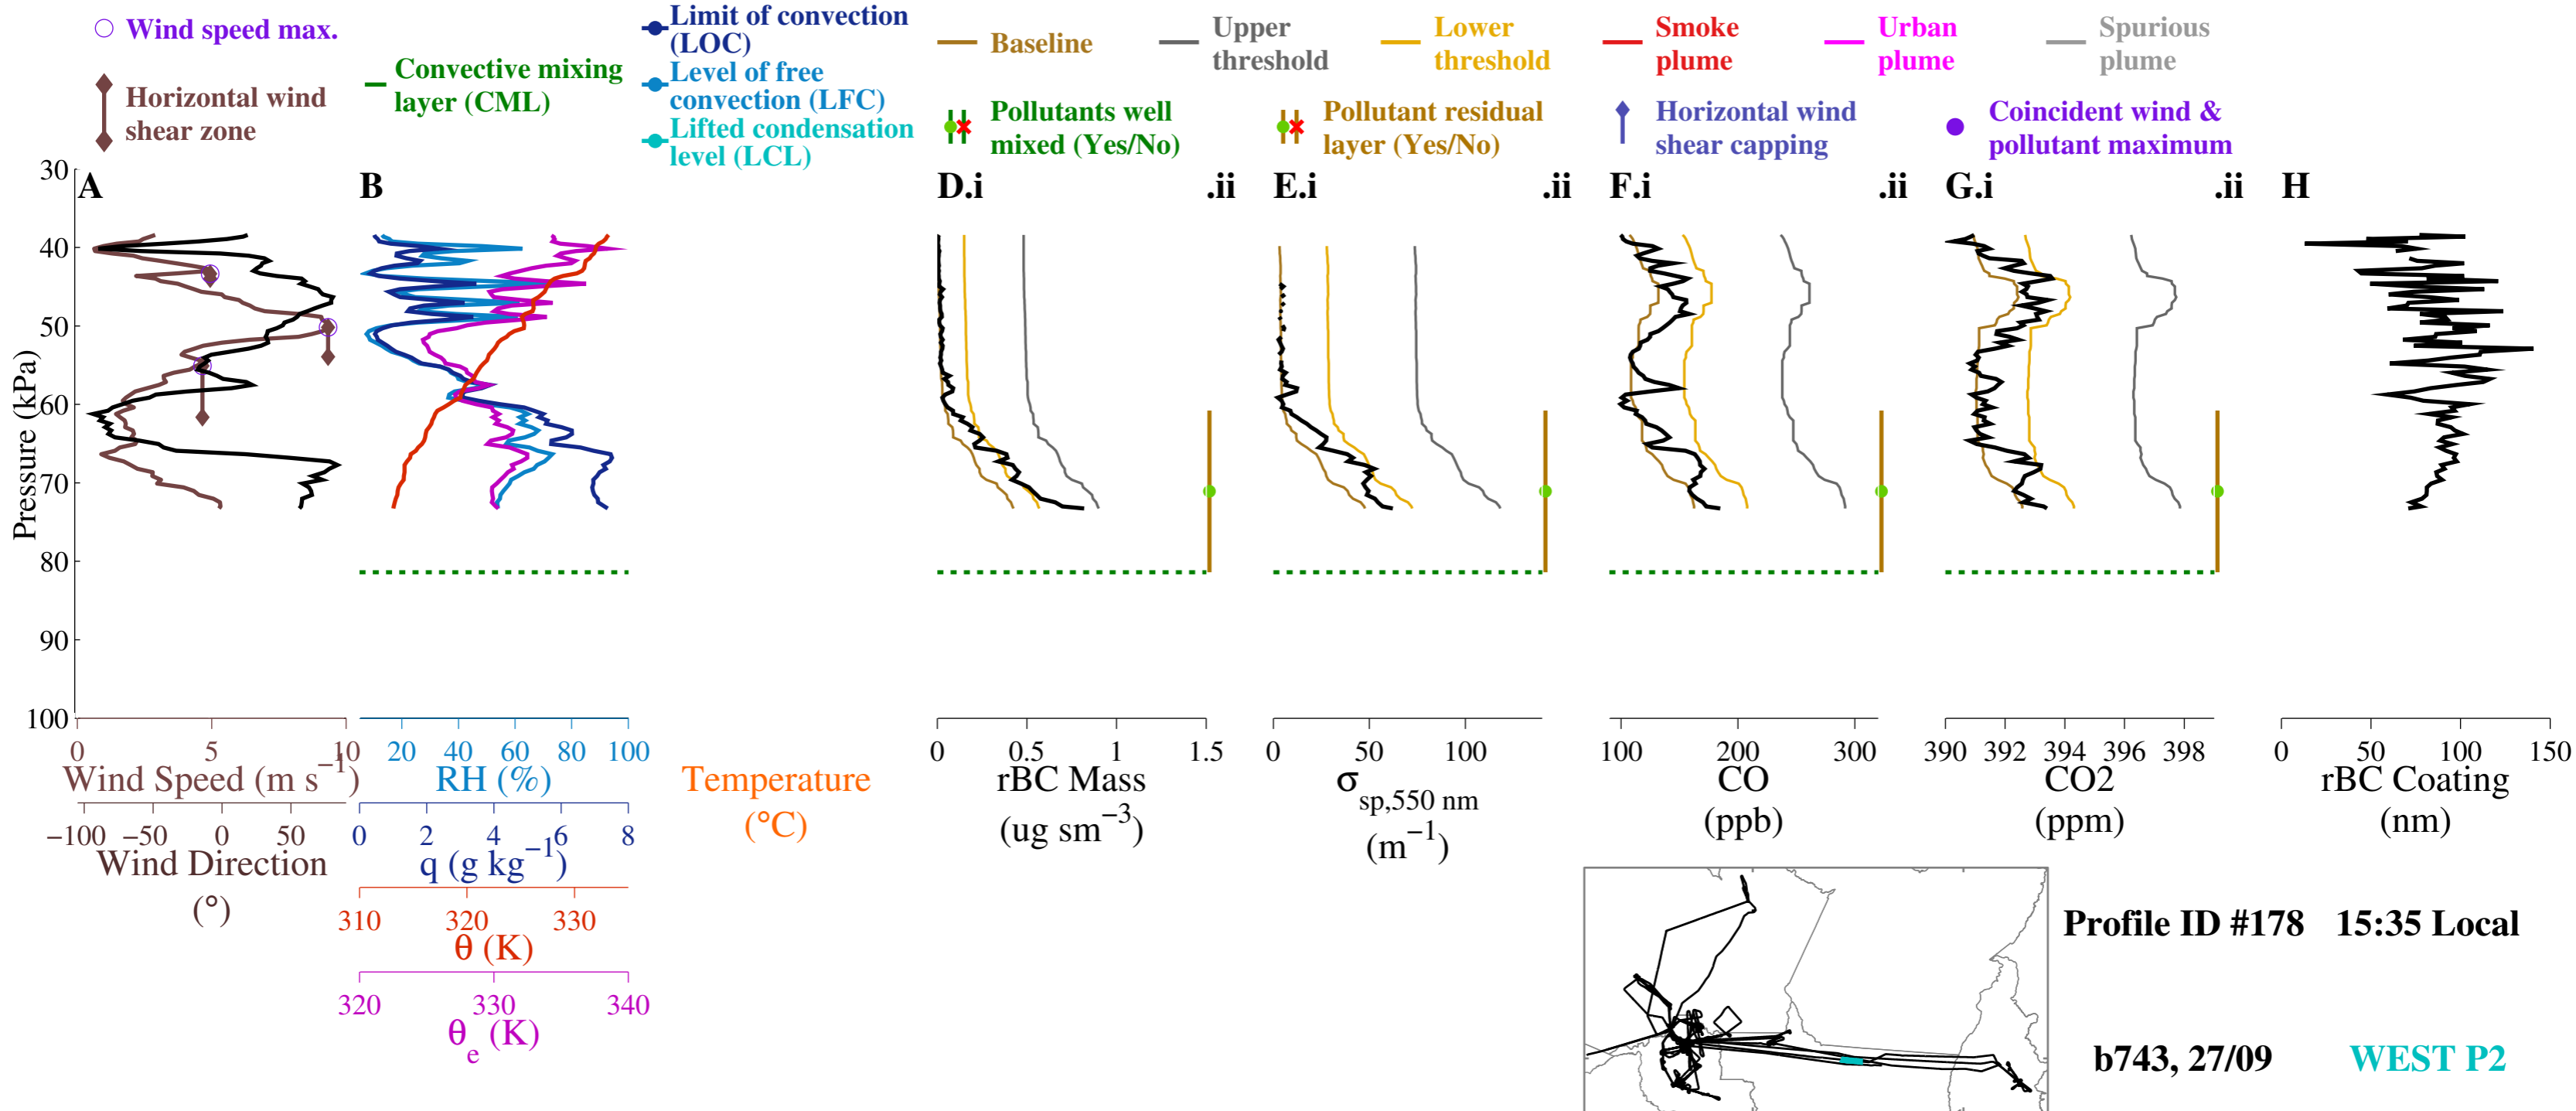 Wind speed max.
Horizontal wind
shear zone
Convective mixing
layer (CML)
Limit of convection
(LOC)
Level of free
convection (LFC)
Lifted condensation
level (LCL)
Baseline
Upper
threshold
Lower
threshold
Smoke
plume
Urban
plume
Spurious
plume
Pollutants well
mixed (Yes/No)
Pollutant residual
layer (Yes/No)
Horizontal wind
shear capping
Coincident wind &
pollutant maximum
A B D.i .ii E.i .ii F.i .ii G.i .ii H
Pressure (kPa)
30
40
50
60
70
80
90
100
0 5 10
Wind Speed (m s−1)
−100 −50 0 50
Wind Direction
(°)
20 40 60 80 100
RH (%)
0 2 4 6 8
q (g kg−1)
310 320 330
θ (K)
320 330 340
θe (K)
Temperature
(°C)
0 0.5 1 1.5
rBC Mass
(ug sm−3)
0 50 100
σsp,550 nm
(m−1)
100 200 300
CO
(ppb)
390 392 394 396 398
CO2
(ppm)
0 50 100 150
rBC Coating
(nm)
Profile ID #178 15:35 Local
b743, 27/09 WEST P2